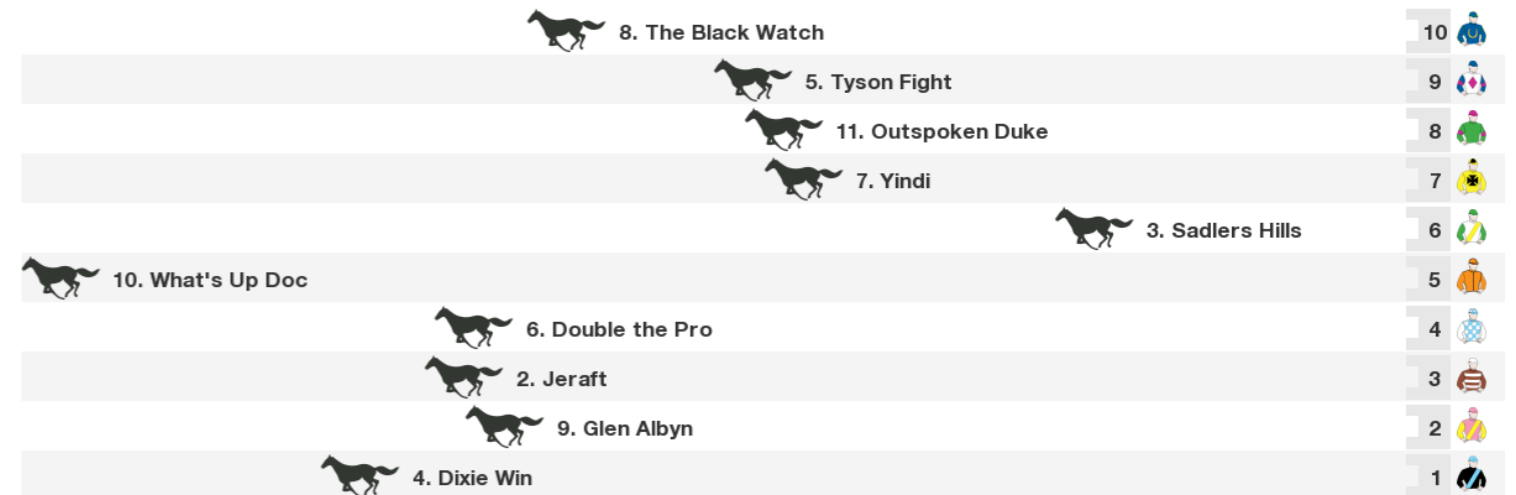 8. The Black Watch 10
5. Tyson Fight 9
11. Outspoken Duke 8
7. Yindi 7
3. Sadlers Hills 6
10. What's Up Doc 5
6. Double the Pro 4
2. Jeraft 3
9. Glen Albyn 2
4. Dixie Win 1